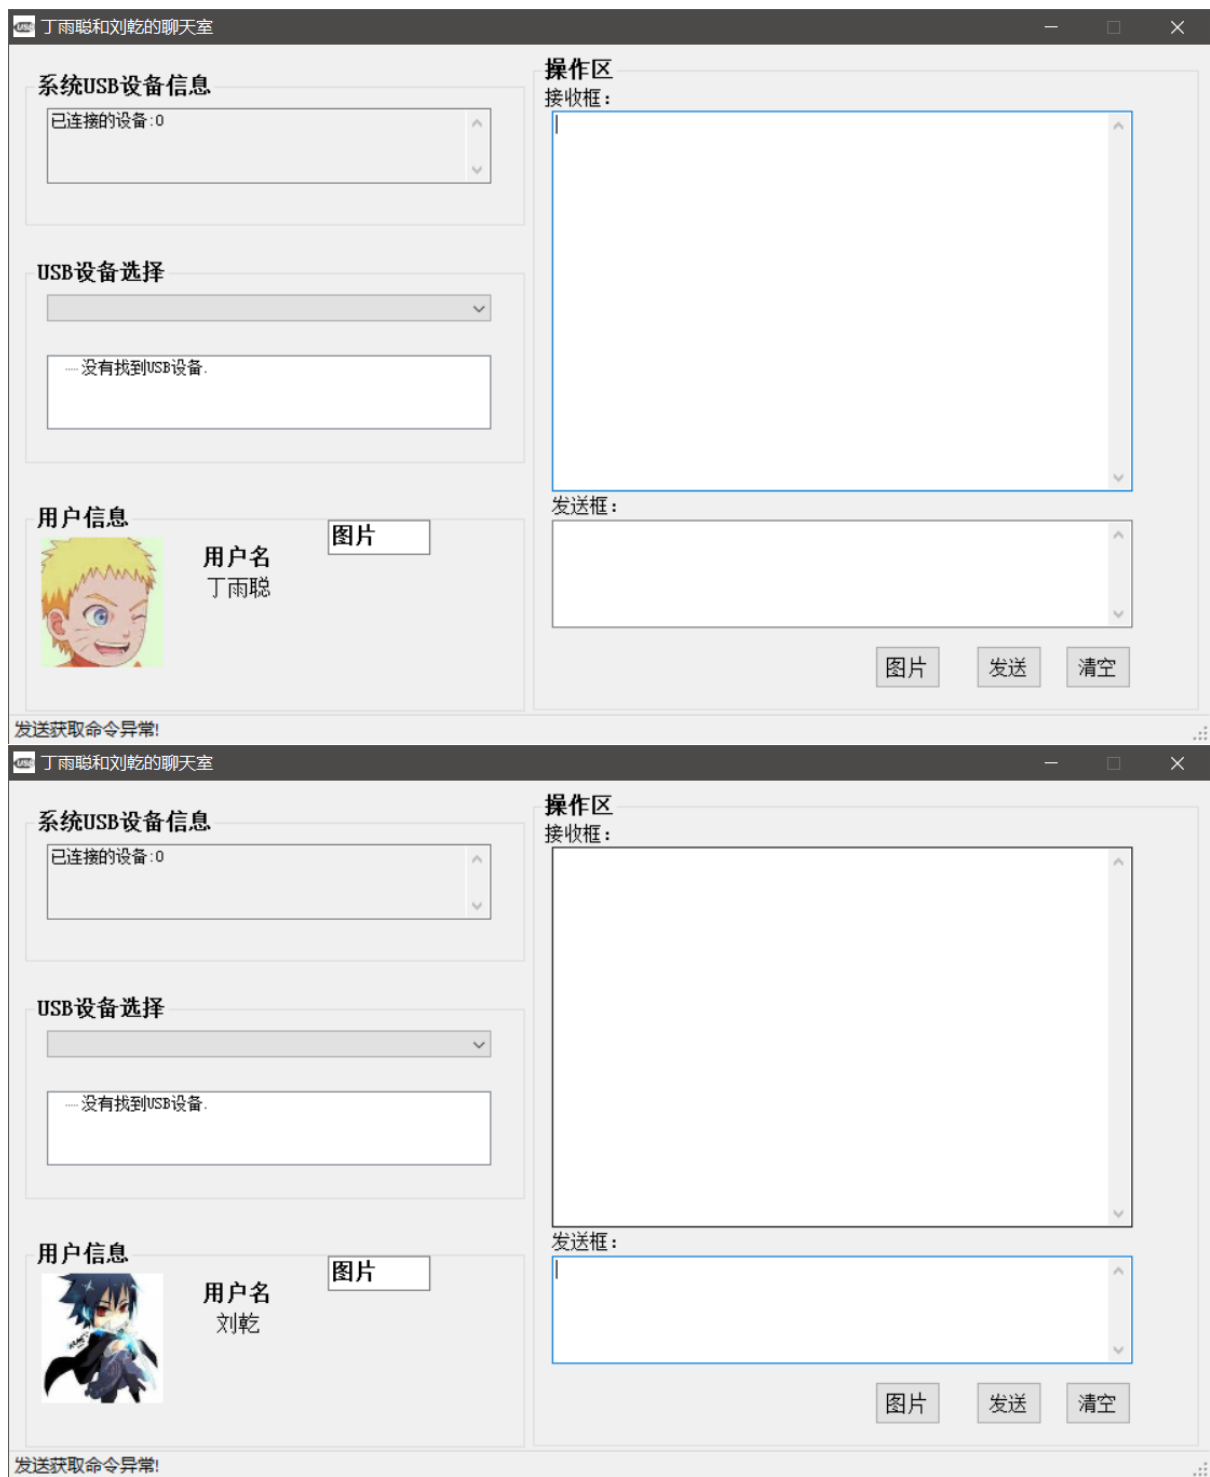 丁雨聪和刘乾的聊天室
系统USB设备信息
已连接的设备:0
USB设备选择
没有找到USB设备.
用户信息
图片
用户名
丁雨聪
操作区
接收框：
发送框：
图片 发送 清空
发送获取命令异常!
丁雨聪和刘乾的聊天室
系统USB设备信息
已连接的设备:0
USB设备选择
没有找到USB设备.
用户信息
图片
用户名
刘乾
操作区
接收框：
发送框：
图片 发送 清空
发送获取命令异常!